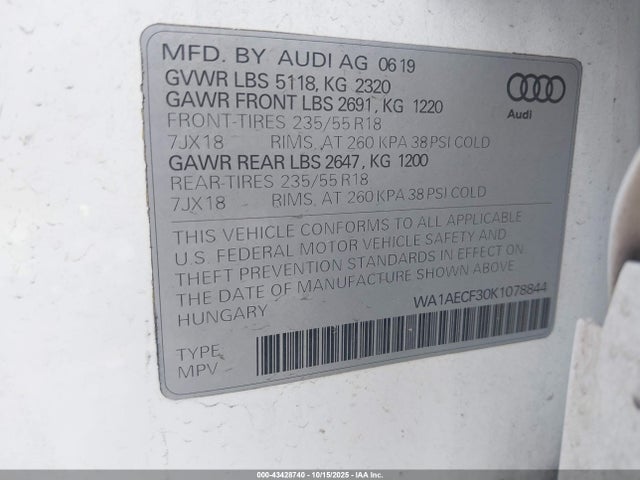 MFD. BY AUDI AG 0619
GVWR LBS 5118, KG 2320
GAWR FRONT LBS 2691, KG 1220
FRONT-TIRES 235/55 R18
7JX18 RIMS, AT 260 KPA 38 PSI COLD
GAWR REAR LBS 2647, KG 1200
REAR-TIRES 235/55 R18
7JX18 RIMS, AT 260 KPA 38 PSI COLD
Audi
THIS VEHICLE CONFORMS TO ALL APPLICABLE
U.S. FEDERAL MOTOR VEHICLE SAFETY AND
THEFT PREVENTION STANDARDS IN EFFECT ON
THE DATE OF MANUFACTURE SHOWN ABOVE.
HUNGARY
WA1AECF30K1078844
TYPE
MPV
000-43428740 - 10/15/2025 - IAA Inc.